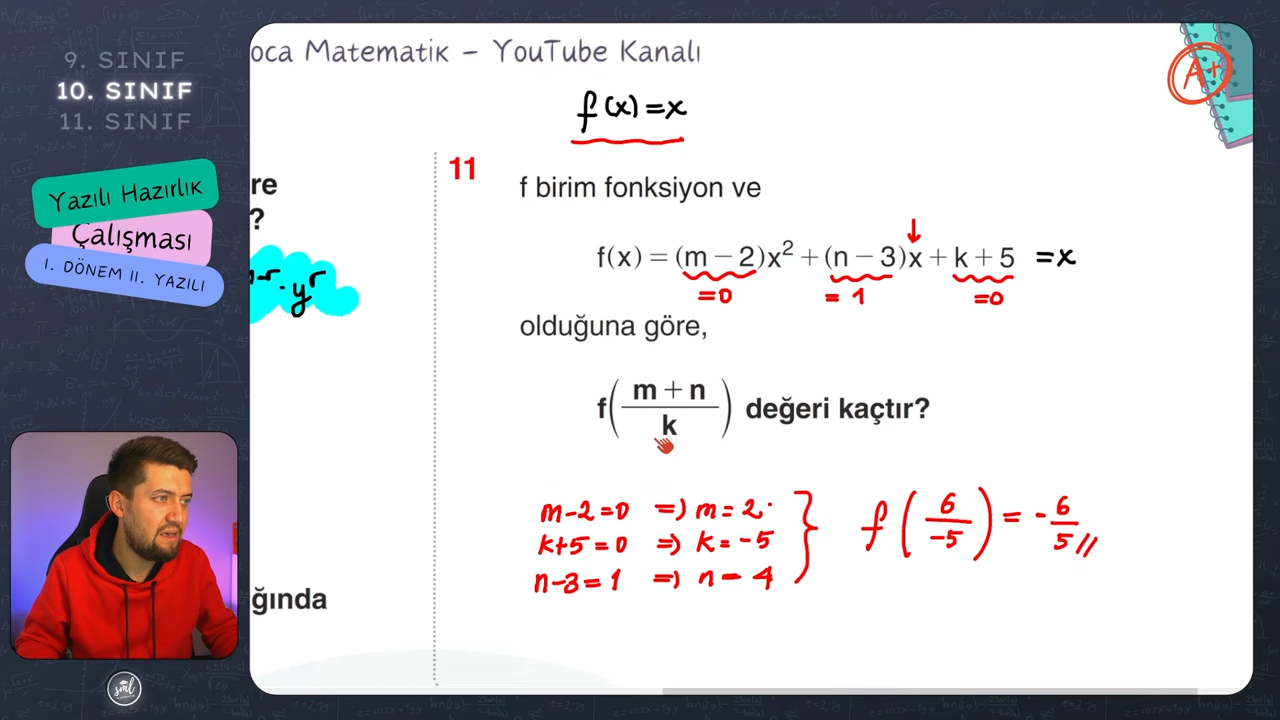 9. SINIF
10. SINIF
11. SINIF
Yazılı Hazırlık
Çalışması
I. DÖNEM II. YAZILI
oca Matematik – YouTube Kanalı
A+
re
?
. y^r
ğında
f(x) = x
11
f birim fonksiyon ve
f(x) = (m − 2)x² + (n − 3)x + k + 5 = x
=0 = 1 =0
olduğuna göre,
f((m + n)/k) değeri kaçtır?
m-2=0 => m=2
k+5=0 => k=-5
n-3=1 => n=4
f(6/-5) = -6/5 //
sml